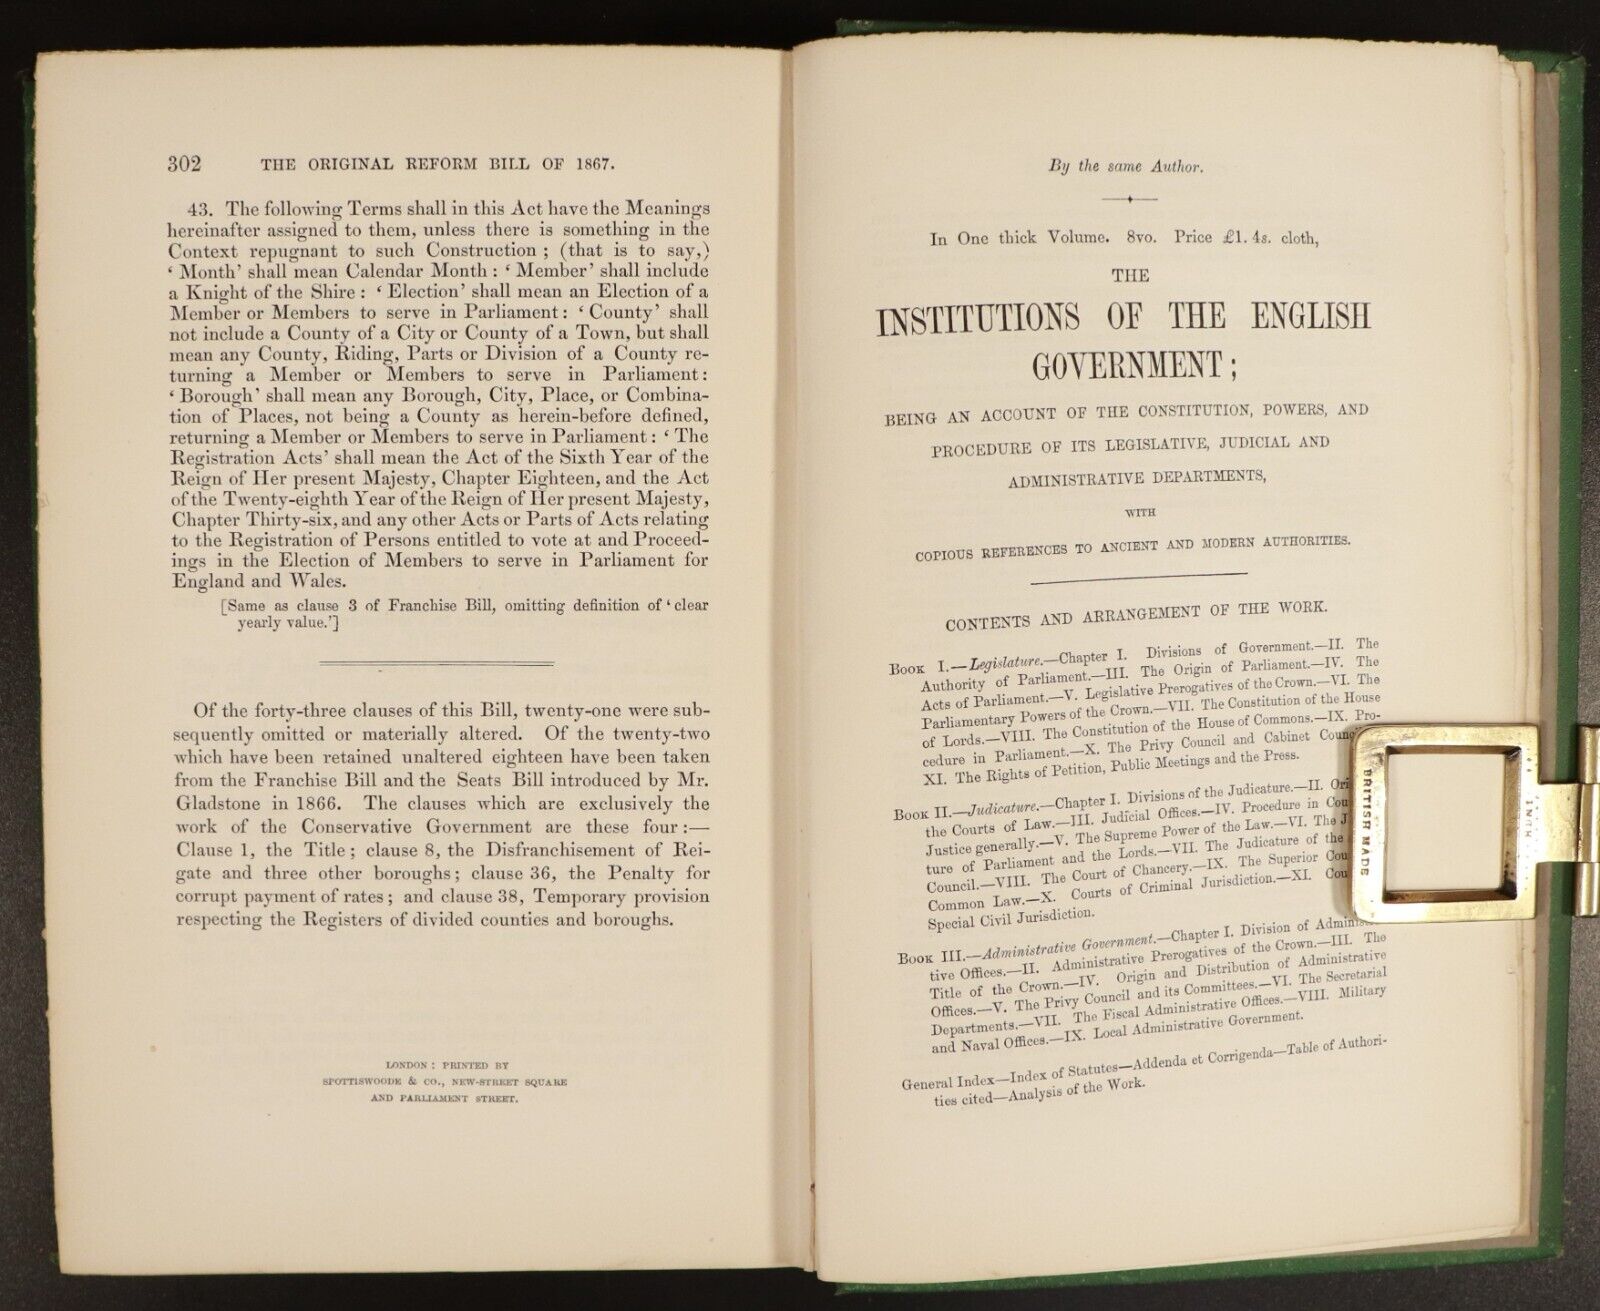 302 THE ORIGINAL REFORM BILL OF 1867.
43. The following Terms shall in this Act have the Meanings
hereinafter assigned to them, unless there is something in the
Context repugnant to such Construction ; (that is to say,)
‘ Month’ shall mean Calendar Month : ‘ Member’ shall include
a Knight of the Shire : ‘ Election’ shall mean an Election of a
Member or Members to serve in Parliament : ‘ County’ shall
not include a County of a City or County of a Town, but shall
mean any County, Riding, Parts or Division of a County re-
turning a Member or Members to serve in Parliament :
‘ Borough’ shall mean any Borough, City, Place, or Combina-
tion of Places, not being a County as herein-before defined,
returning a Member or Members to serve in Parliament : ‘ The
Registration Acts’ shall mean the Act of the Sixth Year of the
Reign of Her present Majesty, Chapter Eighteen, and the Act
of the Twenty-eighth Year of the Reign of Her present Majesty,
Chapter Thirty-six, and any other Acts or Parts of Acts relating
to the Registration of Persons entitled to vote at and Proceed-
ings in the Election of Members to serve in Parliament for
England and Wales.
[Same as clause 3 of Franchise Bill, omitting definition of ‘ clear
yearly value.’]
Of the forty-three clauses of this Bill, twenty-one were sub-
sequently omitted or materially altered. Of the twenty-two
which have been retained unaltered eighteen have been taken
from the Franchise Bill and the Seats Bill introduced by Mr.
Gladstone in 1866. The clauses which are exclusively the
work of the Conservative Government are these four :—
Clause 1, the Title ; clause 8, the Disfranchisement of Rei-
gate and three other boroughs ; clause 36, the Penalty for
corrupt payment of rates ; and clause 38, Temporary provision
respecting the Registers of divided counties and boroughs.
LONDON : PRINTED BY
SPOTTISWOODE & CO., NEW-STREET SQUARE
AND PARLIAMENT STREET.
By the same Author.
In One thick Volume. 8vo. Price £1. 4s. cloth,
THE
INSTITUTIONS OF THE ENGLISH
GOVERNMENT ;
BEING AN ACCOUNT OF THE CONSTITUTION, POWERS, AND
PROCEDURE OF ITS LEGISLATIVE, JUDICIAL AND
ADMINISTRATIVE DEPARTMENTS,
WITH
COPIOUS REFERENCES TO ANCIENT AND MODERN AUTHORITIES.
CONTENTS AND ARRANGEMENT OF THE WORK.
BOOK I.—Legislature.—Chapter I. Divisions of Government.—II. The
Authority of Parliament.—III. The Origin of Parliament.—IV. The
Acts of Parliament.—V. Legislative Prerogatives of the Crown.—VI. The
Parliamentary Powers of the Crown.—VII. The Constitution of the House
of Lords.—VIII. The Constitution of the House of Commons.—IX. Pro-
cedure in Parliament.—X. The Privy Council and Cabinet
XI. The Rights of Petition, Public Meetings and the Press.
BOOK II.—Judicature.—Chapter I. Divisions of the Judicature.—II.
the Courts of Law.—III. Judicial Offices.—IV. Procedure in
Justice generally.—V. The Supreme Power of the Law.—VI. The
ture of Parliament and the Lords.—VII. The Judicature of the
Council.—VIII. The Court of Chancery.—IX. The Superior
Common Law.—X. Courts of Criminal Jurisdiction.—XI.
Special Civil Jurisdiction.
BOOK III.—Administrative Government.—Chapter I. Division of
tive Offices.—II. Administrative Prerogatives of the Crown.—III. The
Title of the Crown.—IV. Origin and Distribution of Administrative
Offices.—V. The Privy Council and its Committees.—VI. The Secretarial
Departments.—VII. The Fiscal Administrative Offices.—VIII. Military
and Naval Offices.—IX. Local Administrative Government.
General Index—Index of Statutes—Addenda et Corrigenda—Table of Authori-
ties cited—Analysis of the Work.
BRITISH MADE